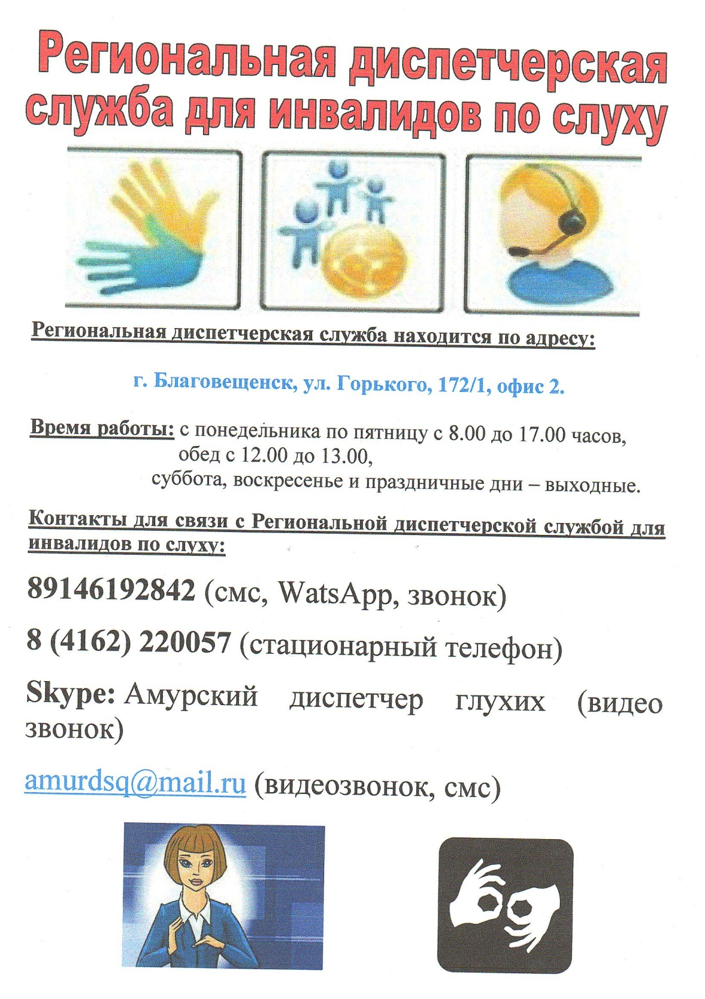 Региональная диспетчерская
служба для инвалидов по слуху
Региональная диспетчерская служба находится по адресу:
г. Благовещенск, ул. Горького, 172/1, офис 2.
Время работы: с понедельника по пятницу с 8.00 до 17.00 часов,
обед с 12.00 до 13.00,
суббота, воскресенье и праздничные дни – выходные.
Контакты для связи с Региональной диспетчерской службой для
инвалидов по слуху:
89146192842 (смс, WatsApp, звонок)
8 (4162) 220057 (стационарный телефон)
Skype: Амурский диспетчер глухих (видео
звонок)
amurdsq@mail.ru (видеозвонок, смс)